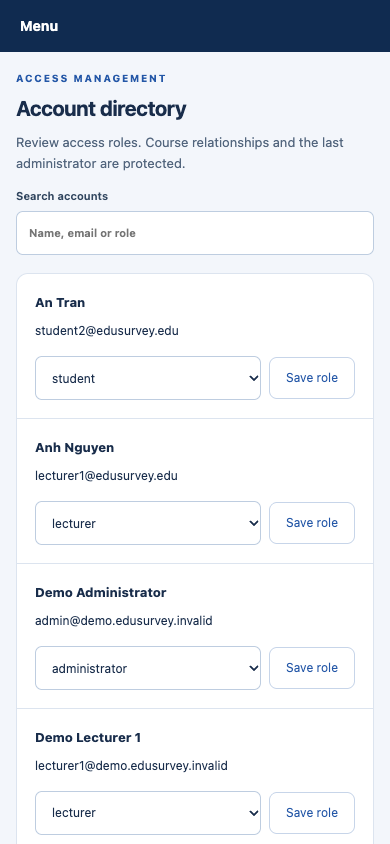 Menu
ACCESS MANAGEMENT
Account directory
Review access roles. Course relationships and the last
administrator are protected.
Search accounts
Name, email or role
An Tran
student2@edusurvey.edu
student
Save role
Anh Nguyen
lecturer1@edusurvey.edu
lecturer
Save role
Demo Administrator
admin@demo.edusurvey.invalid
administrator
Save role
Demo Lecturer 1
lecturer1@demo.edusurvey.invalid
lecturer
Save role